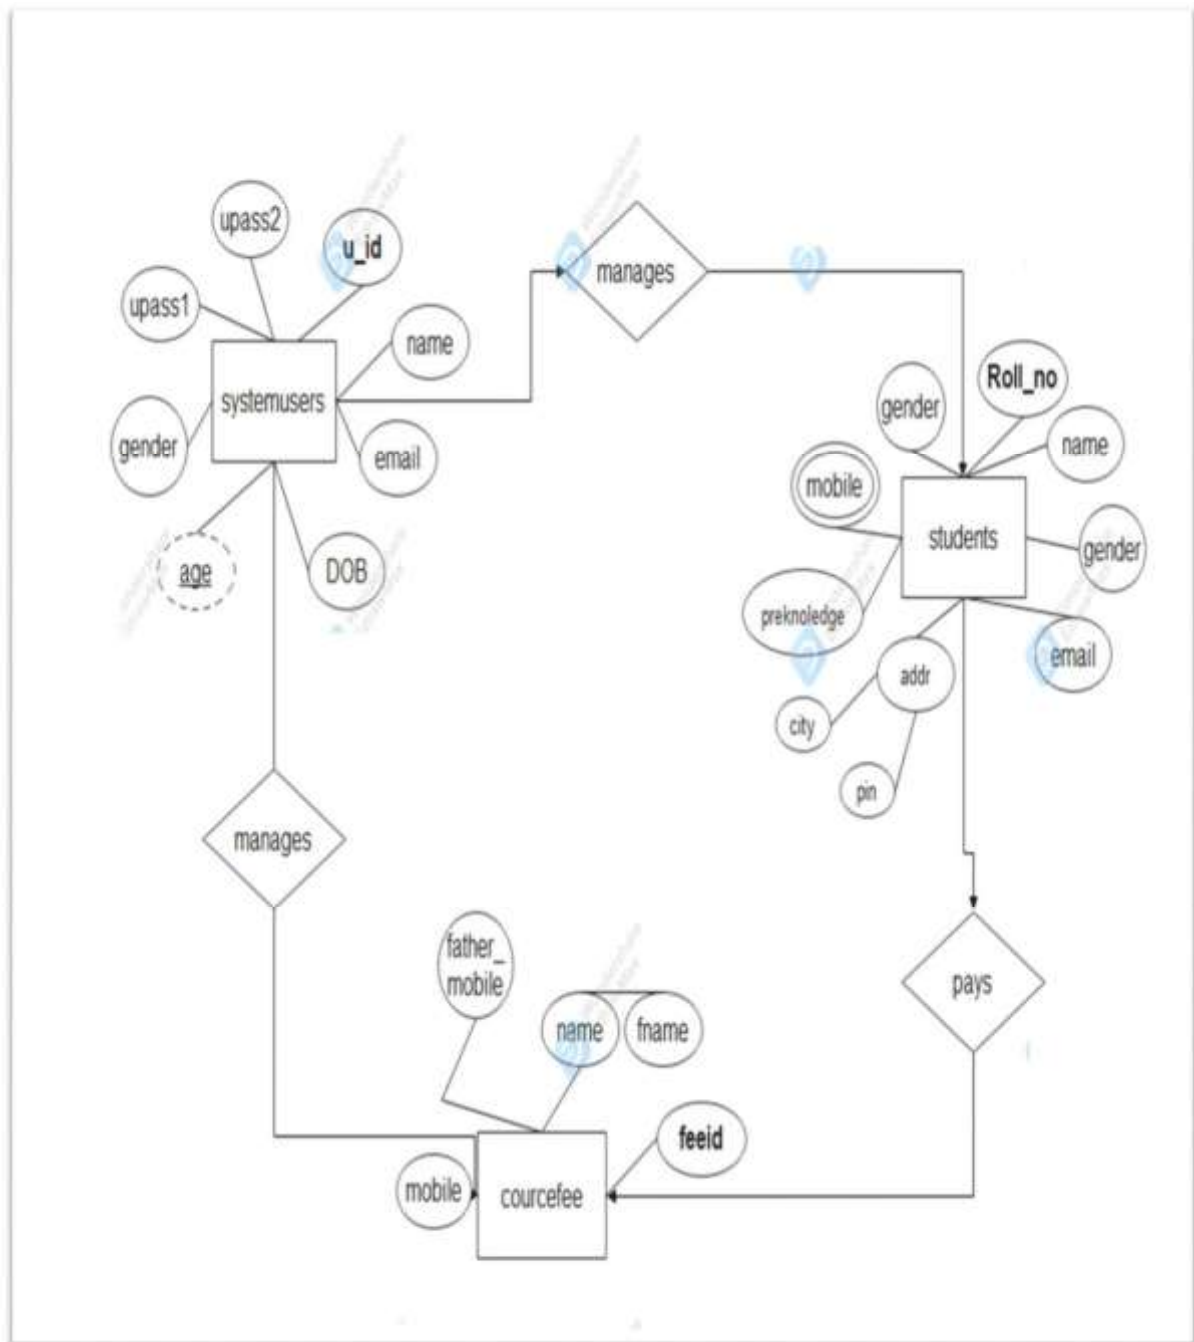 upass2
u_id
upass1
name
systemusers
gender
email
age
DOB
manages
gender
Roll_no
name
mobile
students
gender
preknoledge
addr
email
city
pin
manages
father_
mobile
name
fname
pays
feeid
mobile
courcefee